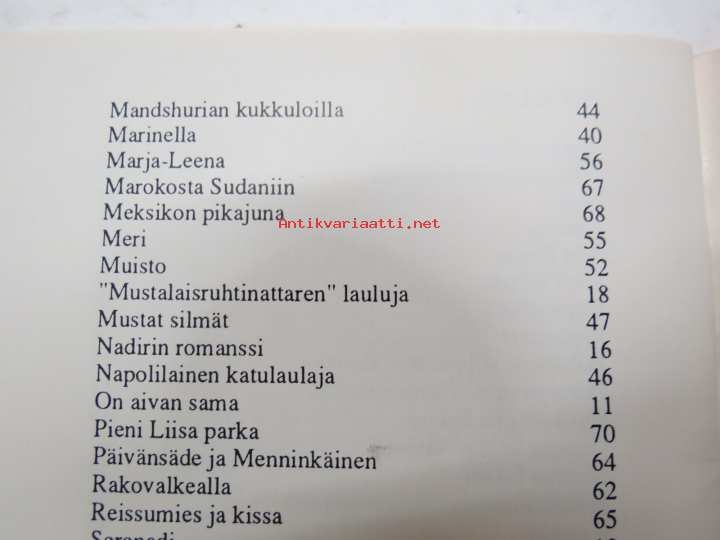 Mandshurian kukkuloilla 44
Marinella 40
Marja-Leena 56
Marokosta Sudaniin 67
Meksikon pikajuna 68
Antikvariaatti.net
Meri 55
Muisto 52
"Mustalaisruhtinattaren" lauluja 18
Mustat silmät 47
Nadirin romanssi 16
Napolilainen katulaulaja 46
On aivan sama 11
Pieni Liisa parka 70
Päivänsäde ja Menninkäinen 64
Rakovalkealla 62
Reissumies ja kissa 65